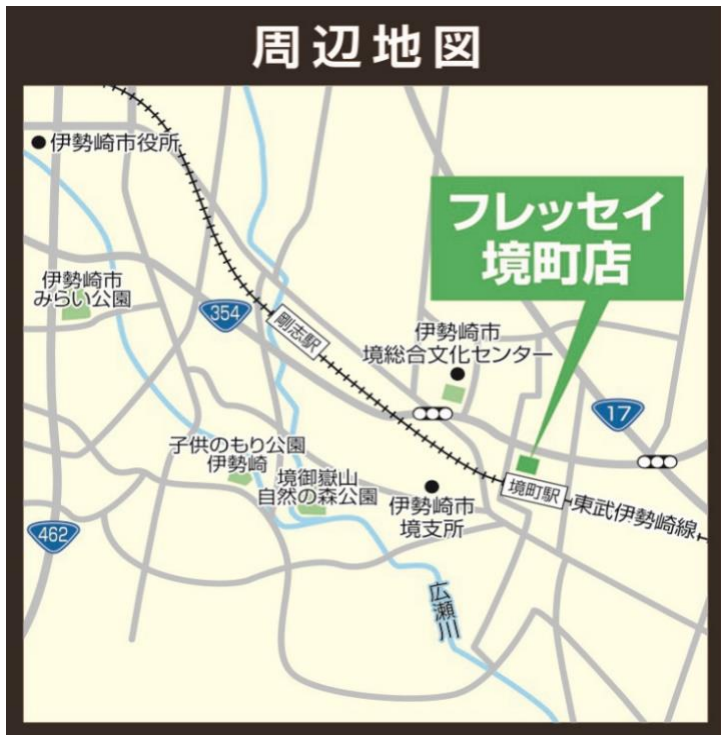 周辺地図
伊勢崎市役所
フレッセイ
境町店
伊勢崎市
みらい公園
354
剛志駅
伊勢崎市
境総合文化センター
17
子供のもり公園
伊勢崎
境御嶽山
自然の森公園
伊勢崎市
境支所
境町駅
東武伊勢崎線
462
広瀬川